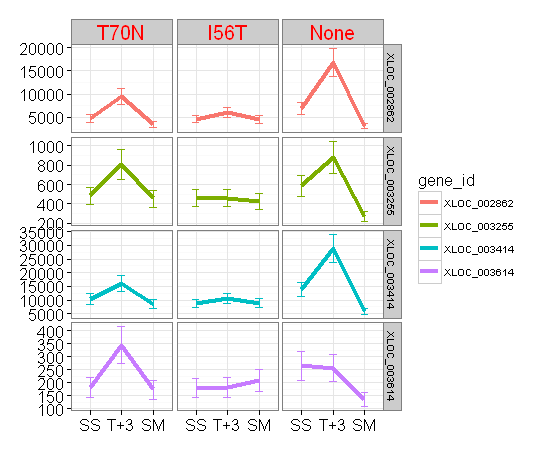 T70N I56T None
20000
15000
10000
5000
XLOC_002862
1000
800
600
400
200
XLOC_003255
35000
30000
25000
20000
15000
10000
5000
XLOC_003414
400
350
300
250
200
150
100
XLOC_003614
SS T+3 SM SS T+3 SM SS T+3 SM
gene_id
XLOC_002862
XLOC_003255
XLOC_003414
XLOC_003614